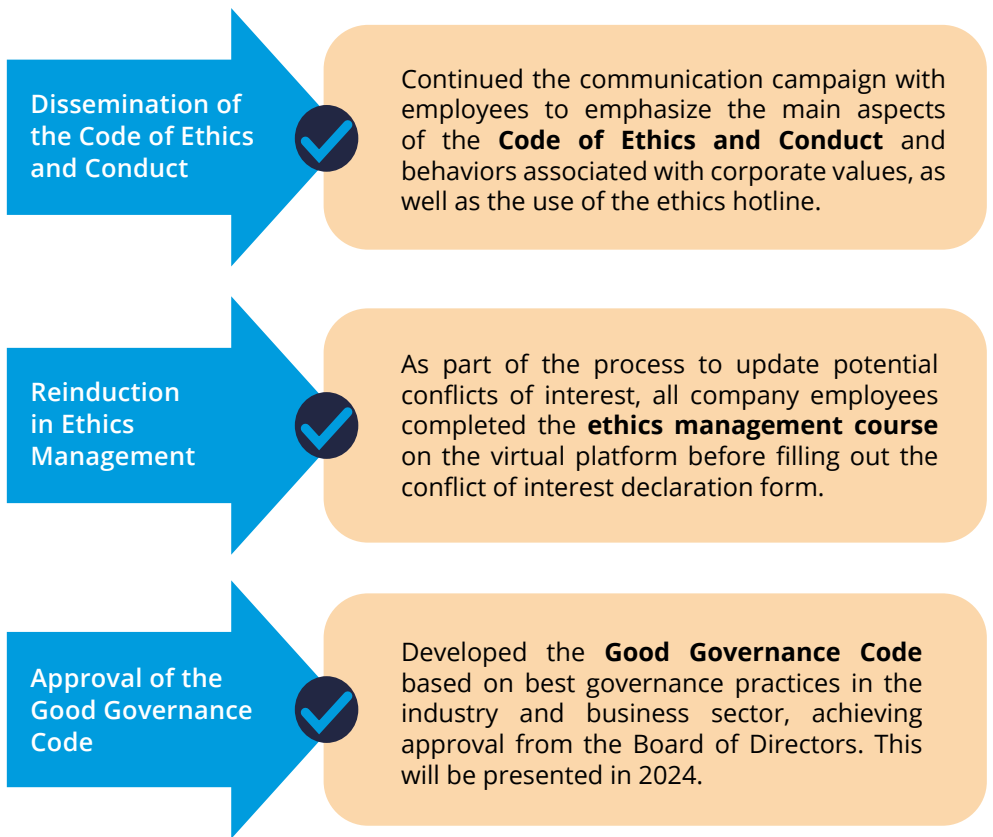 Dissemination of
the Code of Ethics
and Conduct
Continued the communication campaign with
employees to emphasize the main aspects
of the Code of Ethics and Conduct and
behaviors associated with corporate values, as
well as the use of the ethics hotline.
Reinduction
in Ethics
Management
As part of the process to update potential
conflicts of interest, all company employees
completed the ethics management course
on the virtual platform before filling out the
conflict of interest declaration form.
Approval of the
Good Governance
Code
Developed the Good Governance Code
based on best governance practices in the
industry and business sector, achieving
approval from the Board of Directors. This
will be presented in 2024.